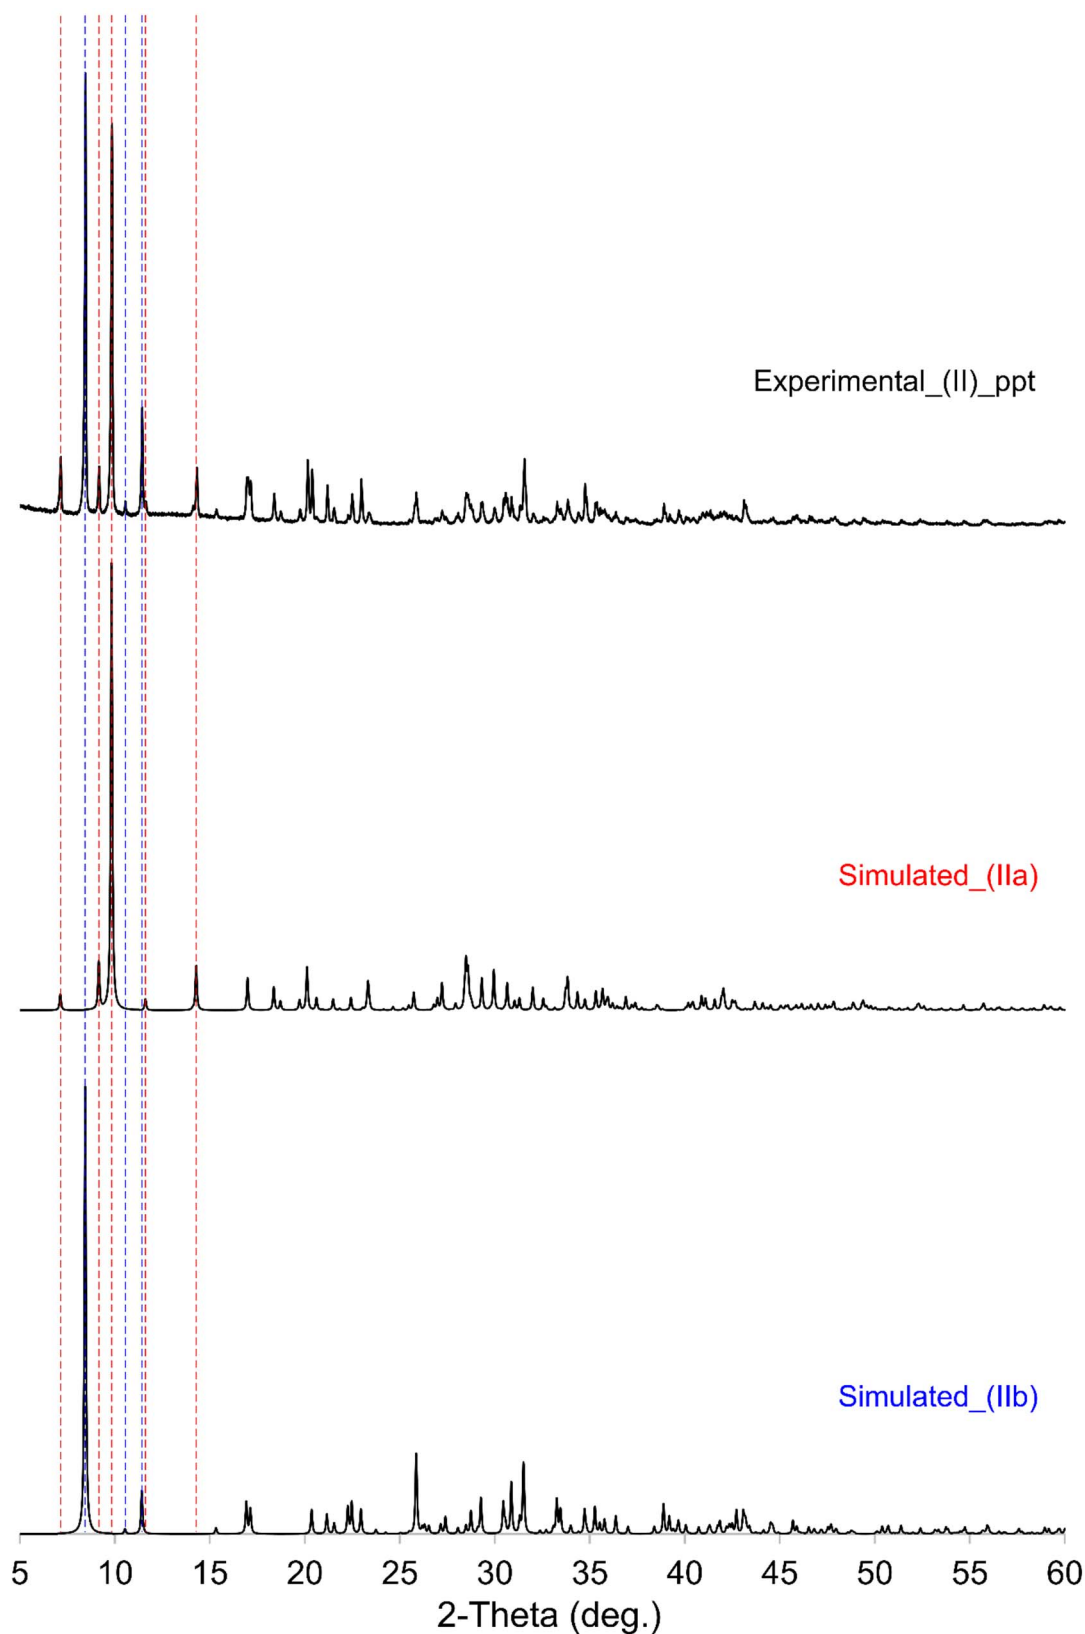 Experimental_(II)_ppt
Simulated_(IIa)
Simulated_(IIb)
5 10 15 20 25 30 35 40 45 50 55 60
2-Theta (deg.)